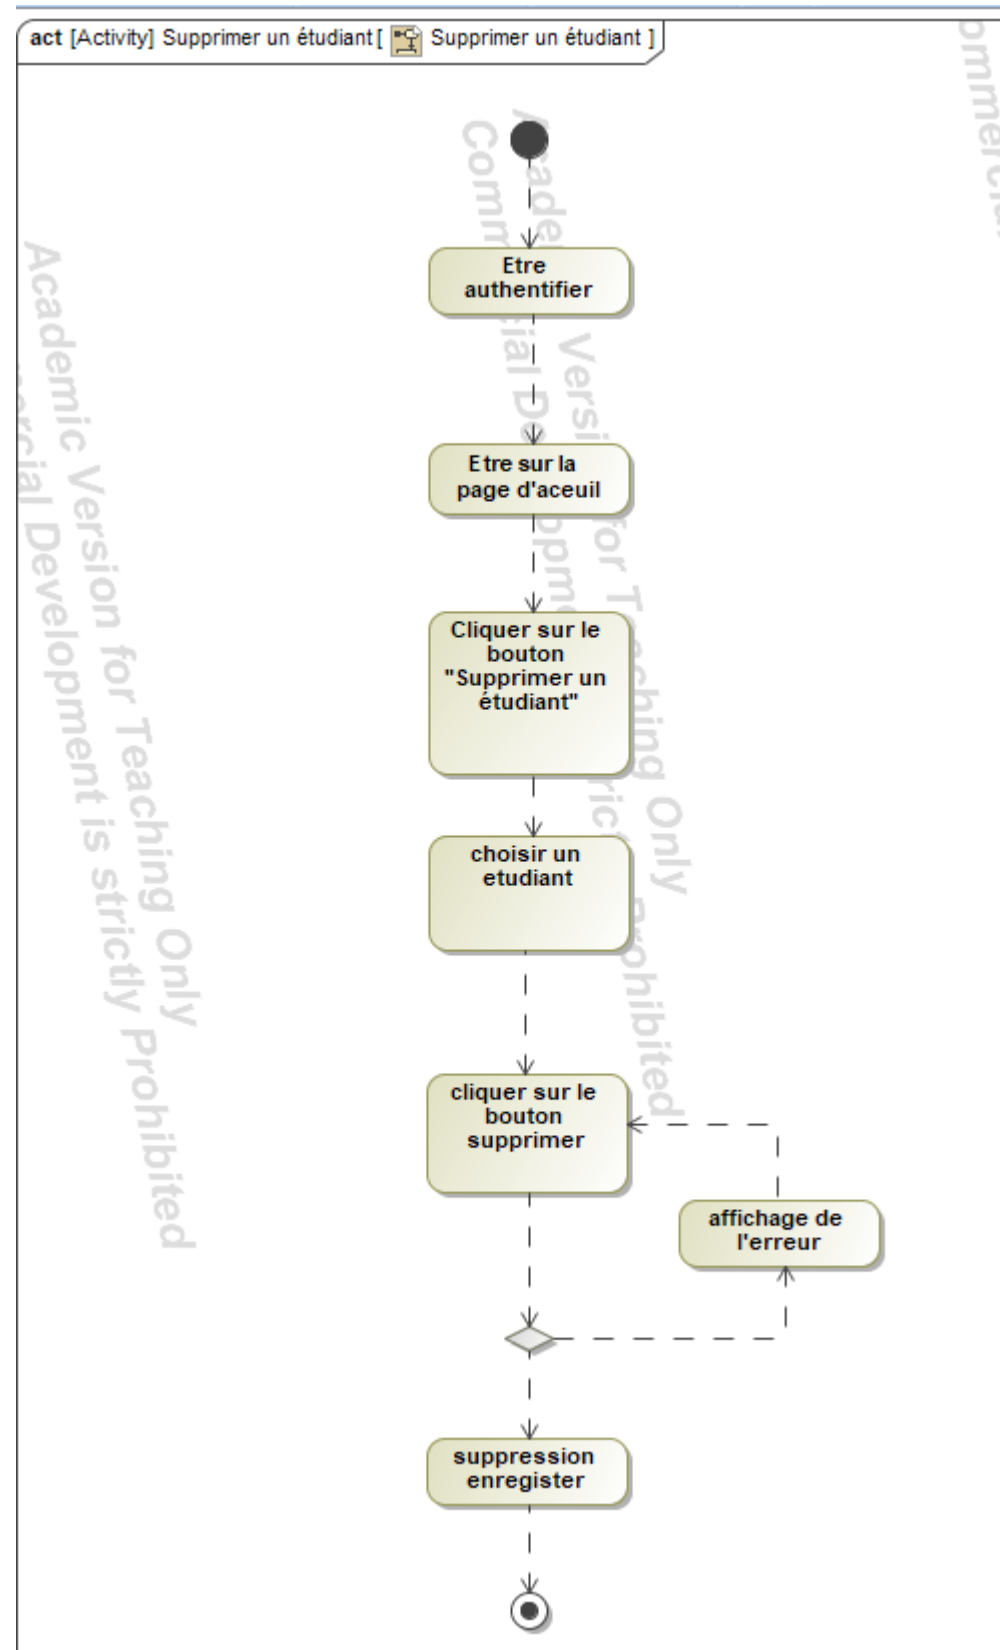 act [Activity] Supprimer un étudiant [ Supprimer un étudiant ]
Etre
authentifier
Etre sur la
page d'aceuil
Cliquer sur le
bouton
"Supprimer un
étudiant"
choisir un
etudiant
cliquer sur le
bouton
supprimer
affichage de
l'erreur
suppression
enregister
Academic Version for Teaching Only
Commercial Development is strictly Prohibited